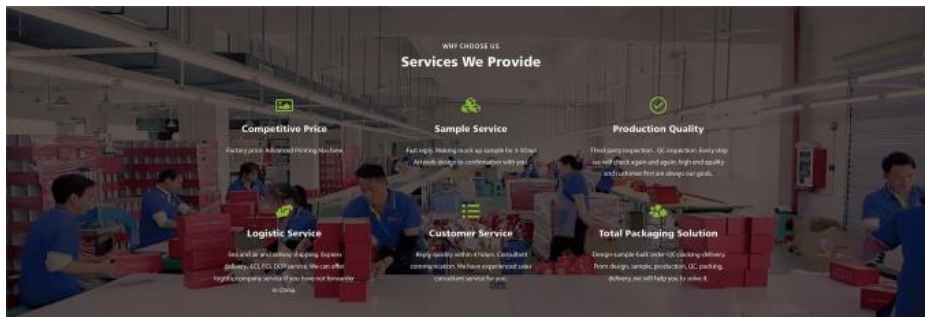 WHY CHOOSE US
Services We Provide
Competitive Price
Sample Service
Production Quality
Factory price. Advanced Printing Machine.
Fast reply. Making mock up sample for 3-5Days
Artwork design to confirmation with you.
Third party inspection , QC inspection. Every step
we will check again and again, high end quality
and customer first are always our goals.
Logistic Service
Customer Service
Total Packaging Solution
Sea and air and railway shipping. Express
delivery. LCL FCL DDP service. We can offer
logistic company service if you have not forwarder
in China.
Reply quickly within 4 hours. Consultant
communication. We have experienced sales
consultant service for you.
Design-sample-bulk order-QC-packing-delivery.
From design, sample, production, QC, packing,
delivery, we will help you to solve it.